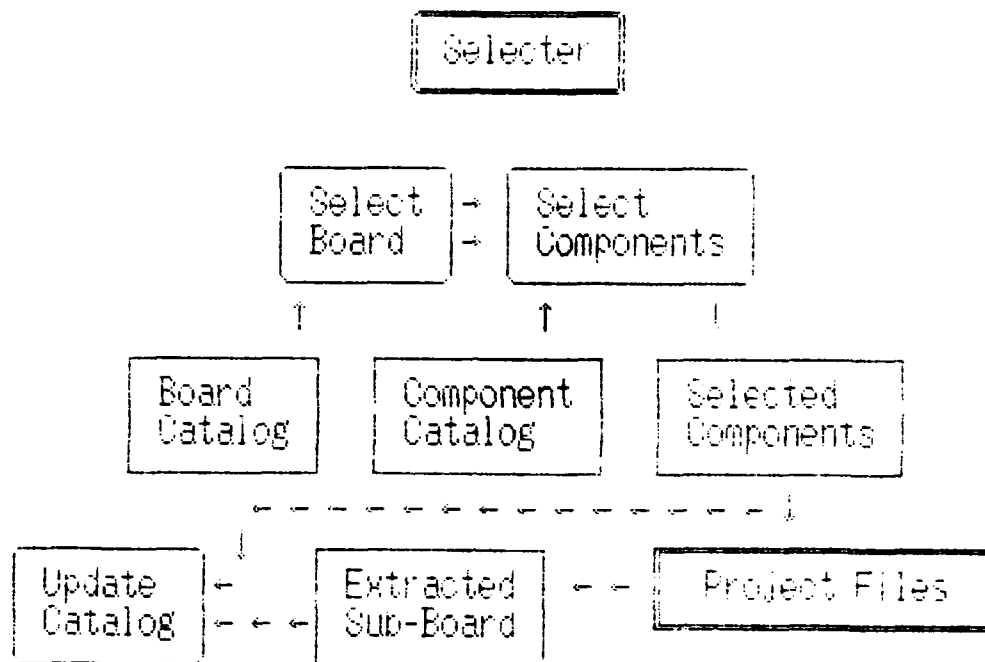 Selecter
Select
Board
Select
Components
Board
Catalog
Component
Catalog
Selected
Components
Update
Catalog
Extracted
Sub-Board
Project Files